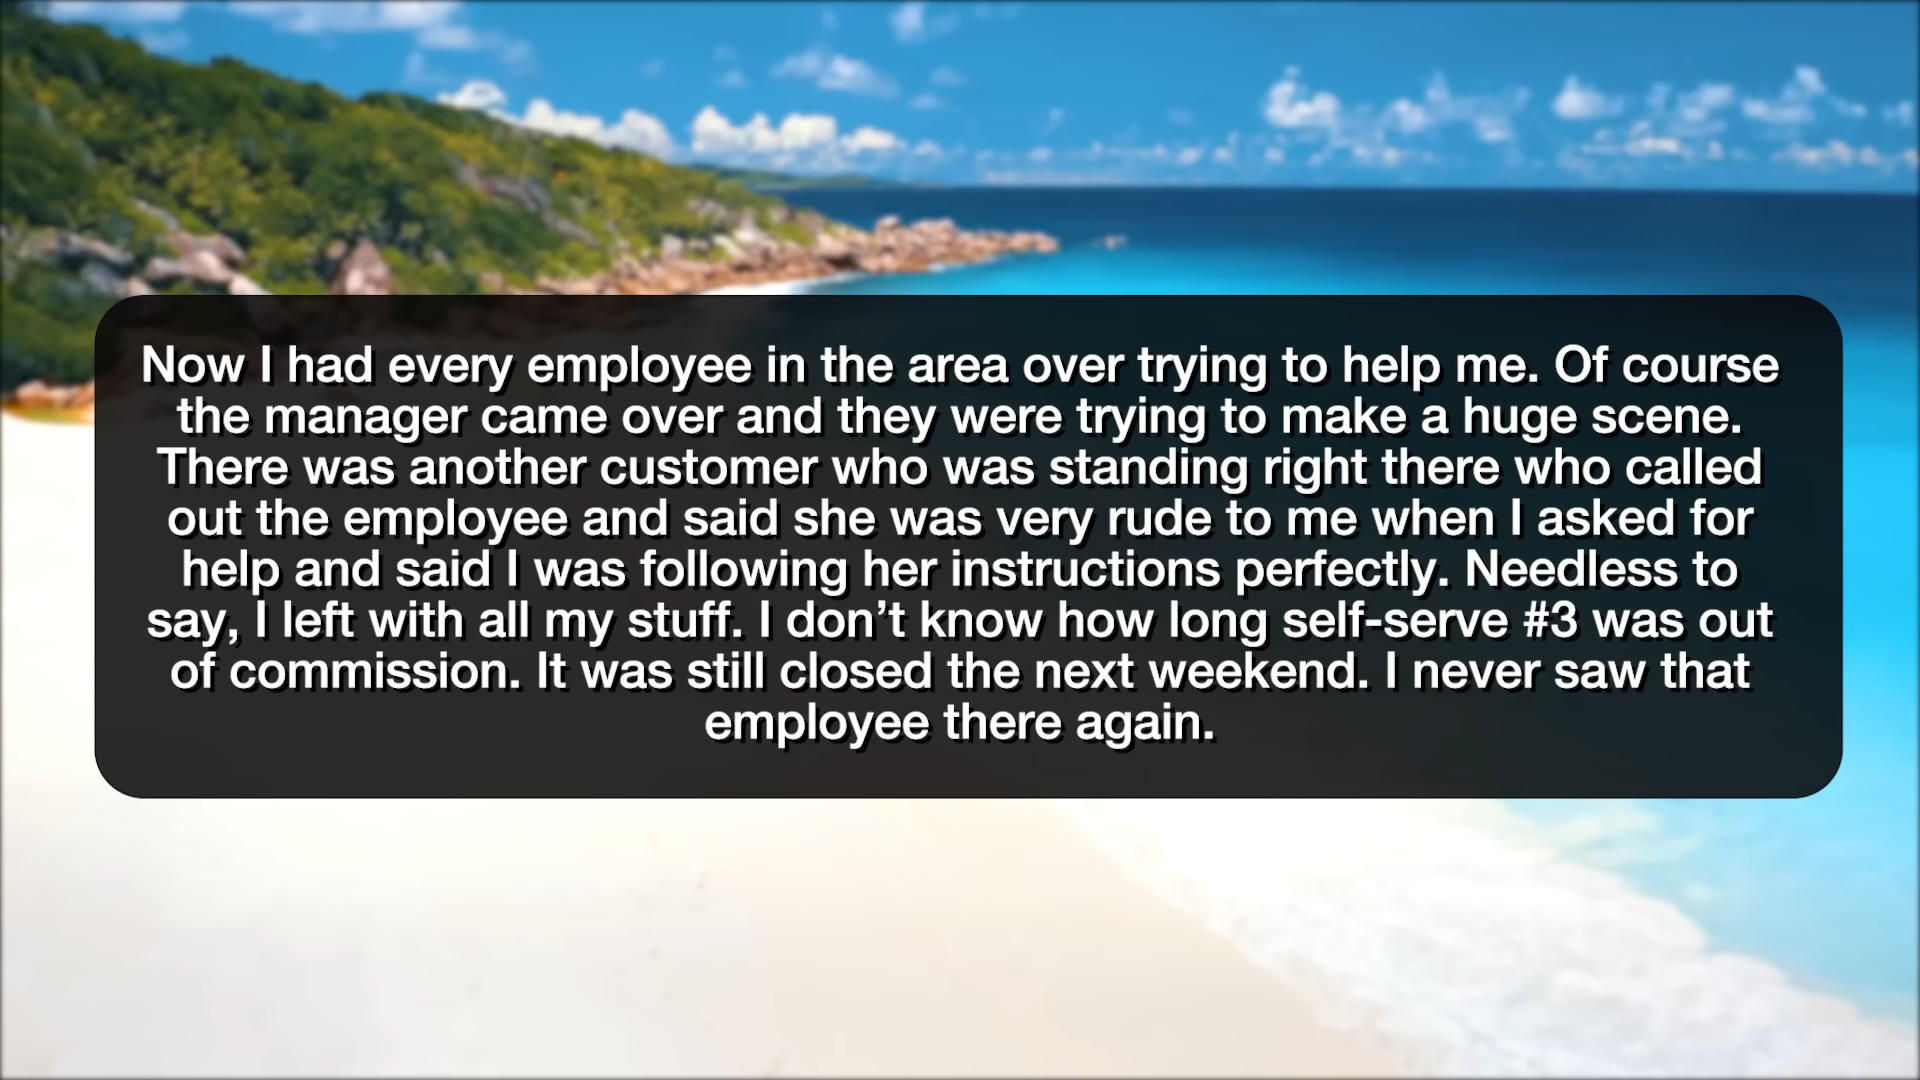 Now I had every employee in the area over trying to help me. Of course
the manager came over and they were trying to make a huge scene.
There was another customer who was standing right there who called
out the employee and said she was very rude to me when I asked for
help and said I was following her instructions perfectly. Needless to
say, I left with all my stuff. I don’t know how long self-serve #3 was out
of commission. It was still closed the next weekend. I never saw that
employee there again.